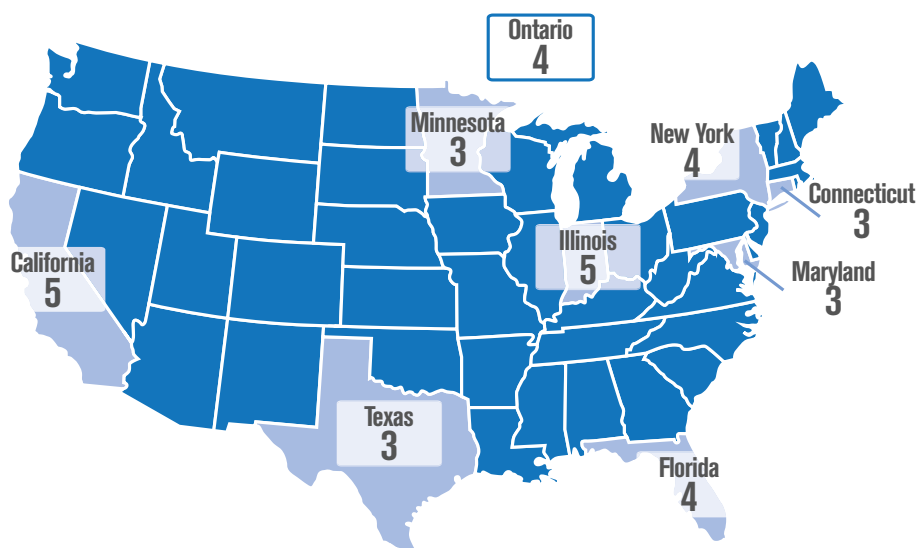 Ontario
4
Minnesota
3
New York
4
Connecticut
3
Illinois
5
California
5
Maryland
3
Texas
3
Florida
4